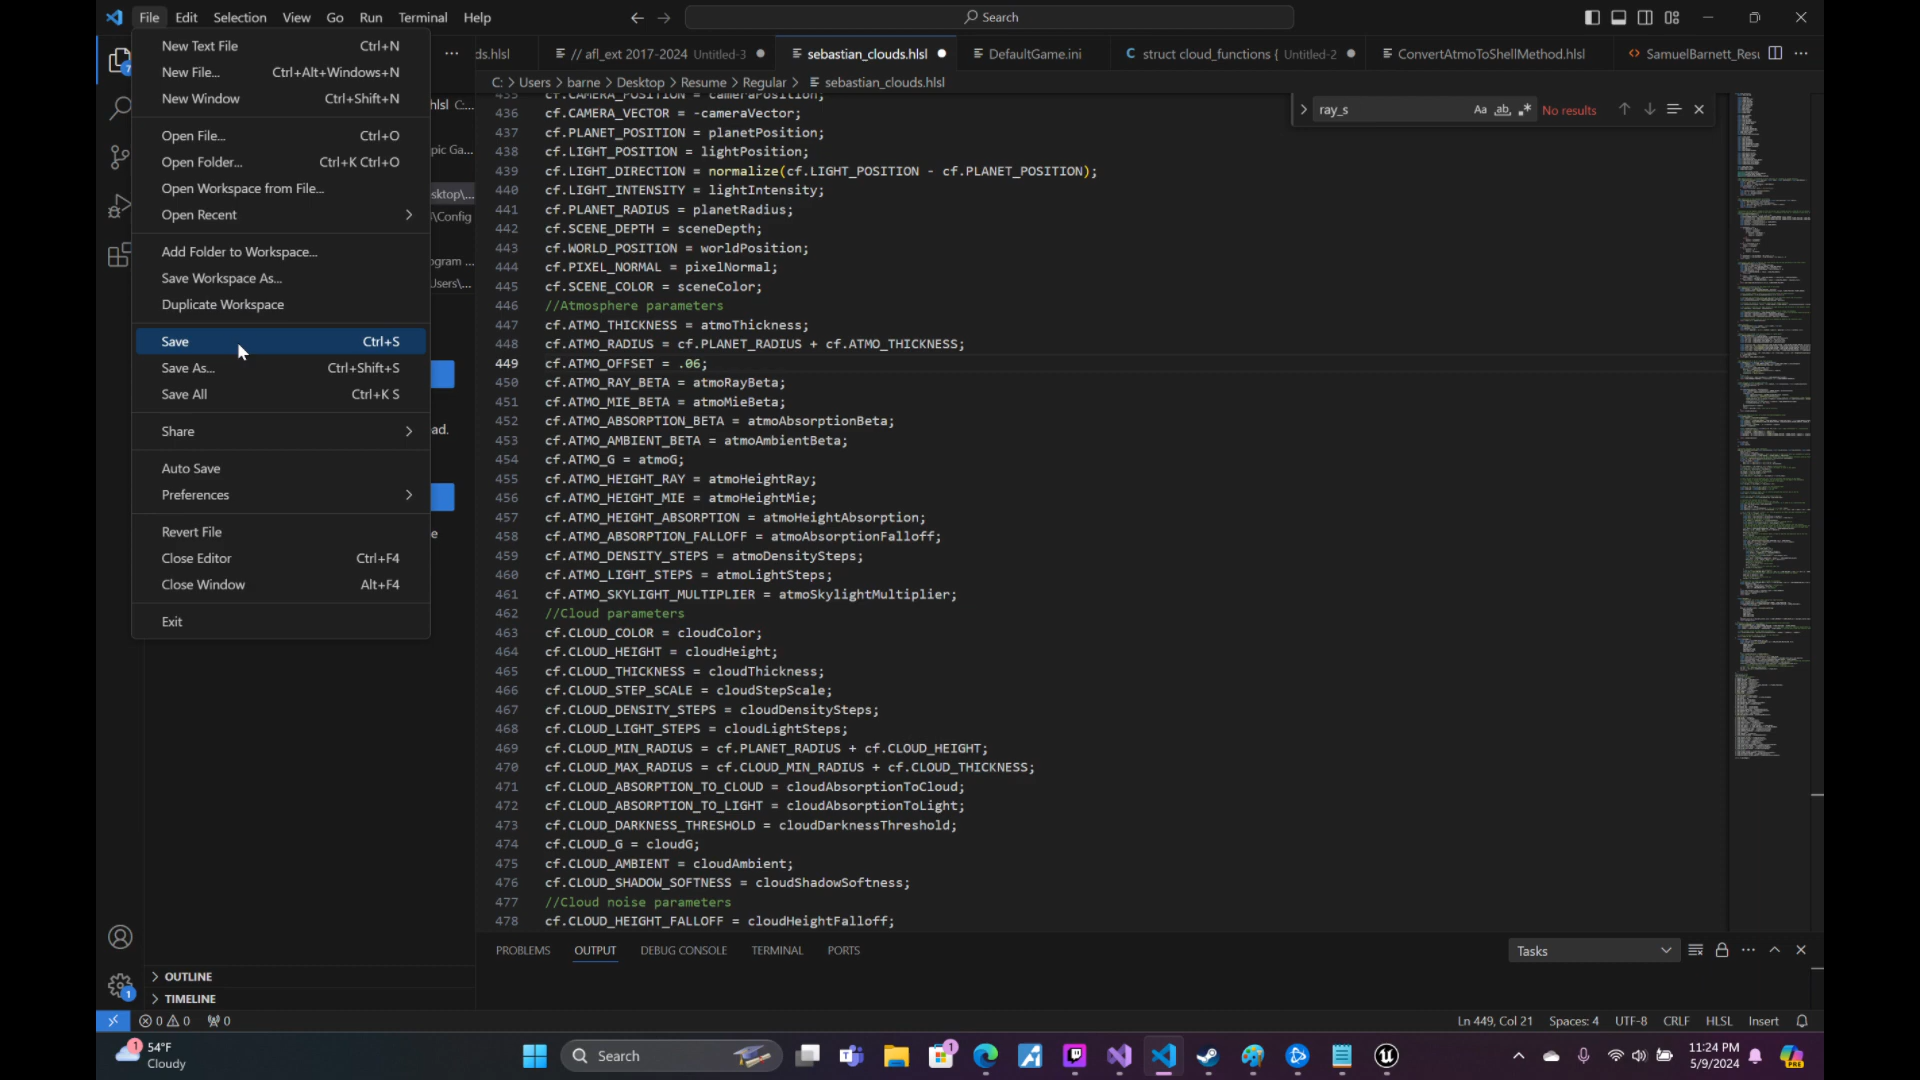 File Edit Selection View Go Run Terminal Help
Search
ds.hlsl // afl_ext 2017-2024 Untitled-3 sebastian_clouds.hlsl DefaultGame.ini C struct cloud_functions { Untitled-2 ConvertAtmoToShellMethod.hlsl SamuelBarnett_Resu
C: > Users > barne > Desktop > Resume > Regular > sebastian_clouds.hlsl
ray_s No results
New Text File Ctrl+N
New File... Ctrl+Alt+Windows+N
New Window Ctrl+Shift+N
Open File... Ctrl+O
Open Folder... Ctrl+K Ctrl+O
Open Workspace from File...
Open Recent
Add Folder to Workspace...
Save Workspace As...
Duplicate Workspace
Save Ctrl+S
Save As... Ctrl+Shift+S
Save All Ctrl+K S
Share
Auto Save
Preferences
Revert File
Close Editor Ctrl+F4
Close Window Alt+F4
Exit
hlsl C:...
pic Ga...
sktop\...
\Config
ogram ...
Jsers\...
ad.
e
435 cf.CAMERA_POSITION = cameraPosition;
436 cf.CAMERA_VECTOR = -cameraVector;
437 cf.PLANET_POSITION = planetPosition;
438 cf.LIGHT_POSITION = lightPosition;
439 cf.LIGHT_DIRECTION = normalize(cf.LIGHT_POSITION - cf.PLANET_POSITION);
440 cf.LIGHT_INTENSITY = lightIntensity;
441 cf.PLANET_RADIUS = planetRadius;
442 cf.SCENE_DEPTH = sceneDepth;
443 cf.WORLD_POSITION = worldPosition;
444 cf.PIXEL_NORMAL = pixelNormal;
445 cf.SCENE_COLOR = sceneColor;
446 //Atmosphere parameters
447 cf.ATMO_THICKNESS = atmoThickness;
448 cf.ATMO_RADIUS = cf.PLANET_RADIUS + cf.ATMO_THICKNESS;
449 cf.ATMO_OFFSET = .06;
450 cf.ATMO_RAY_BETA = atmoRayBeta;
451 cf.ATMO_MIE_BETA = atmoMieBeta;
452 cf.ATMO_ABSORPTION_BETA = atmoAbsorptionBeta;
453 cf.ATMO_AMBIENT_BETA = atmoAmbientBeta;
454 cf.ATMO_G = atmoG;
455 cf.ATMO_HEIGHT_RAY = atmoHeightRay;
456 cf.ATMO_HEIGHT_MIE = atmoHeightMie;
457 cf.ATMO_HEIGHT_ABSORPTION = atmoHeightAbsorption;
458 cf.ATMO_ABSORPTION_FALLOFF = atmoAbsorptionFalloff;
459 cf.ATMO_DENSITY_STEPS = atmoDensitySteps;
460 cf.ATMO_LIGHT_STEPS = atmoLightSteps;
461 cf.ATMO_SKYLIGHT_MULTIPLIER = atmoSkylightMultiplier;
462 //Cloud parameters
463 cf.CLOUD_COLOR = cloudColor;
464 cf.CLOUD_HEIGHT = cloudHeight;
465 cf.CLOUD_THICKNESS = cloudThickness;
466 cf.CLOUD_STEP_SCALE = cloudStepScale;
467 cf.CLOUD_DENSITY_STEPS = cloudDensitySteps;
468 cf.CLOUD_LIGHT_STEPS = cloudLightSteps;
469 cf.CLOUD_MIN_RADIUS = cf.PLANET_RADIUS + cf.CLOUD_HEIGHT;
470 cf.CLOUD_MAX_RADIUS = cf.CLOUD_MIN_RADIUS + cf.CLOUD_THICKNESS;
471 cf.CLOUD_ABSORPTION_TO_CLOUD = cloudAbsorptionToCloud;
472 cf.CLOUD_ABSORPTION_TO_LIGHT = cloudAbsorptionToLight;
473 cf.CLOUD_DARKNESS_THRESHOLD = cloudDarknessThreshold;
474 cf.CLOUD_G = cloudG;
475 cf.CLOUD_AMBIENT = cloudAmbient;
476 cf.CLOUD_SHADOW_SOFTNESS = cloudShadowSoftness;
477 //Cloud noise parameters
478 cf.CLOUD_HEIGHT_FALLOFF = cloudHeightFalloff;
PROBLEMS OUTPUT DEBUG CONSOLE TERMINAL PORTS Tasks
OUTLINE
TIMELINE
0 0 0 Ln 449, Col 21 Spaces: 4 UTF-8 CRLF HLSL Insert
54°F
Cloudy
Search
11:24 PM
5/9/2024